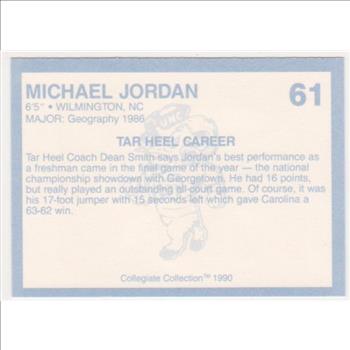 MICHAEL JORDAN 61
6'5" • WILMINGTON, NC
MAJOR: Geography 1986
UNC
TAR HEEL CAREER
Tar Heel Coach Dean Smith says Jordan's best performance as
a freshman came in the final game of the year — the national
championship showdown with Georgetown. He had 16 points,
but really played an outstanding all-court game. Of course, it was
his 17-foot jumper with 15 seconds left which gave Carolina a
63-62 win.
Collegiate Collection™ 1990